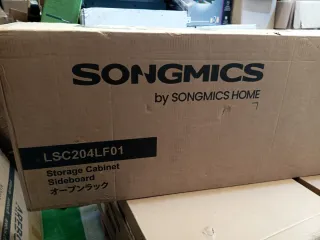 SONGMICS
by SONGMICS HOME
LSC204LF01
Storage Cabinet
Sideboard
オープンラック